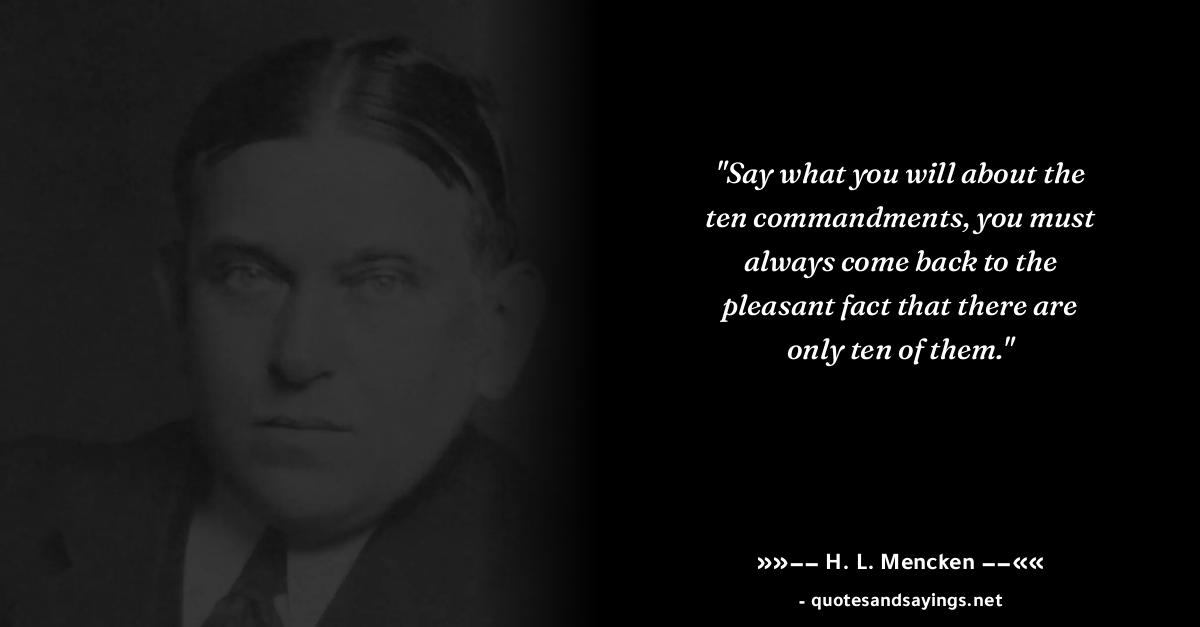 "Say what you will about the
ten commandments, you must
always come back to the
pleasant fact that there are
only ten of them."
»»−− H. L. Mencken −−««
- quotesandsayings.net